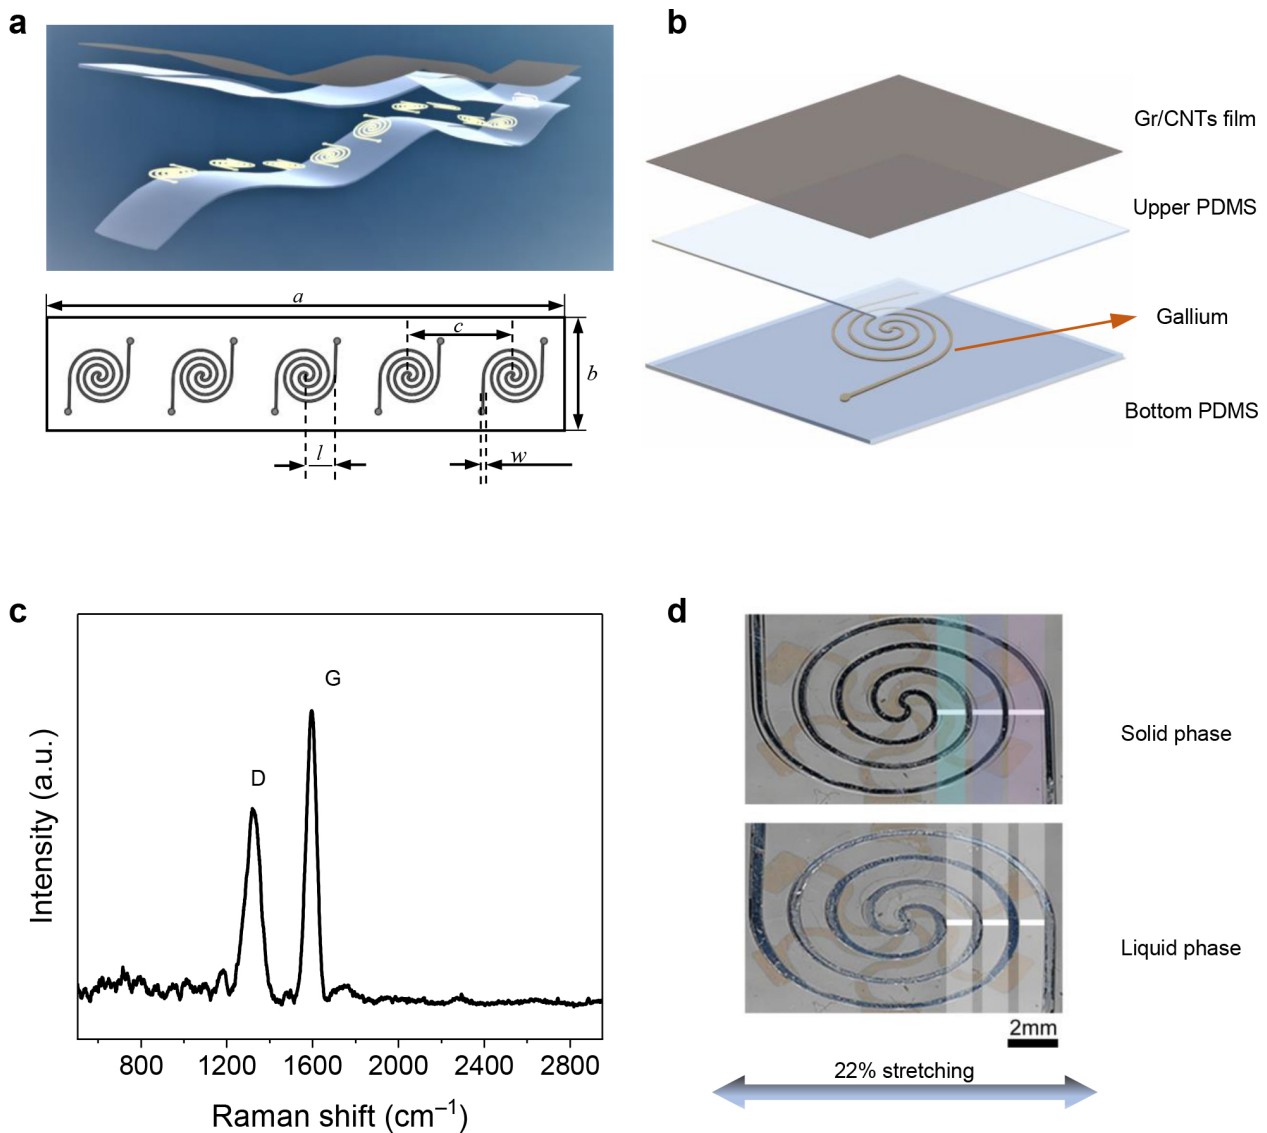 a
a
c
b
l
w
b
Gr/CNTs film
Upper PDMS
Gallium
Bottom PDMS
c
Intensity (a.u.)
D
G
800
1200
1600
2000
2400
2800
Raman shift (cm⁻¹)
d
Solid phase
Liquid phase
2mm
22% stretching